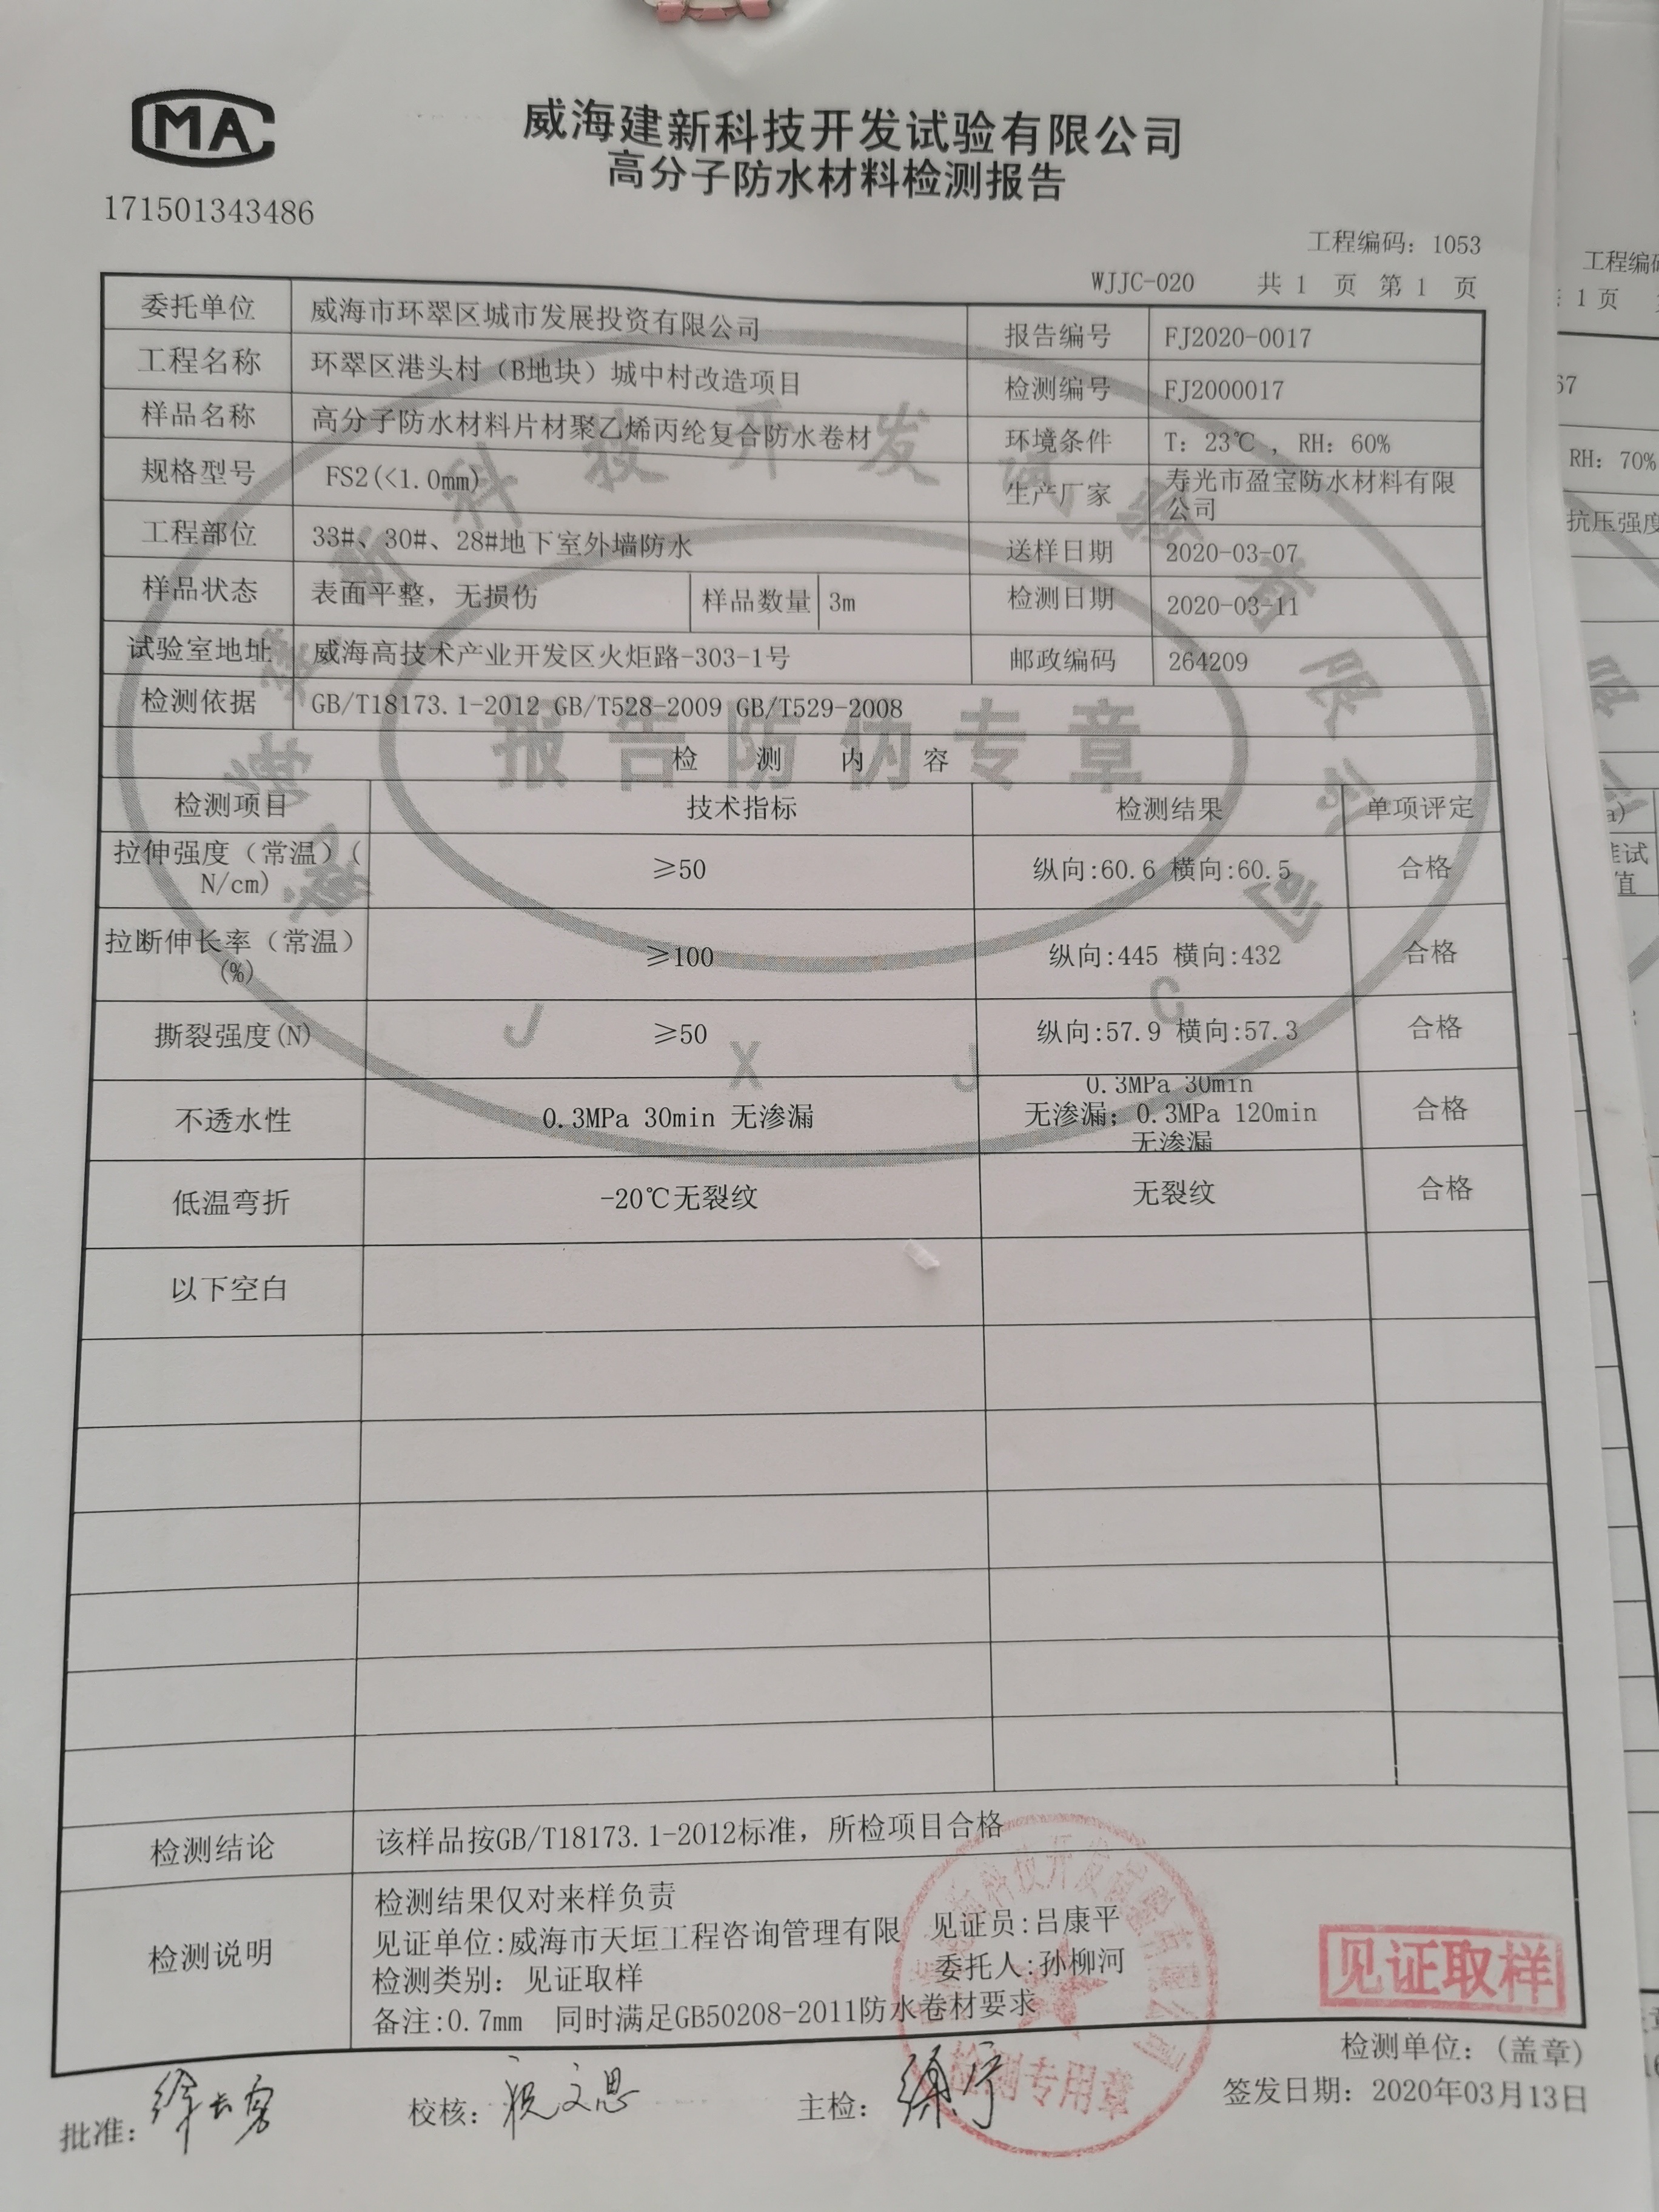 MA
171501343486
威海建新科技开发试验有限公司
高分子防水材料检测报告
工程编码：1053
WJJC-020 共 1 页 第 1 页
委托单位 威海市环翠区城市发展投资有限公司 报告编号 FJ2020-0017
工程名称 环翠区港头村（B地块）城中村改造项目 检测编号 FJ2000017
样品名称 高分子防水材料片材聚乙烯丙纶复合防水卷材 环境条件 T：23℃ ，RH：60%
规格型号 FS2(<1.0mm) 生产厂家 寿光市盈宝防水材料有限
公司
工程部位 33#、30#、28#地下室外墙防水 送样日期 2020-03-07
样品状态 表面平整，无损伤 样品数量 3m 检测日期 2020-03-11
试验室地址 威海高技术产业开发区火炬路-303-1号 邮政编码 264209
检测依据 GB/T18173.1-2012 GB/T528-2009 GB/T529-2008
报告防伪专章
检 测 内 容
检测项目 技术指标 检测结果 单项评定
拉伸强度（常温）(
N/cm) ≥50 纵向:60.6 横向:60.5 合格
拉断伸长率（常温）
(%) ≥100 纵向:445 横向:432 合格
撕裂强度(N) ≥50 纵向:57.9 横向:57.3 合格
J X J C
0.3MPa 30min
不透水性 0.3MPa 30min 无渗漏 无渗漏；0.3MPa 120min 合格
无渗漏
低温弯折 -20℃无裂纹 无裂纹 合格
以下空白
检测结论 该样品按GB/T18173.1-2012标准，所检项目合格
检测说明 检测结果仅对来样负责
见证单位:威海市天垣工程咨询管理有限 见证员:吕康平
检测类别：见证取样 委托人:孙柳河
备注:0.7mm 同时满足GB50208-2011防水卷材要求
见证取样
检测专用章
检测单位：(盖章)
批准： 校核： 主检： 签发日期：2020年03月13日
工程编码
1 页
67
RH：70%
抗压强度